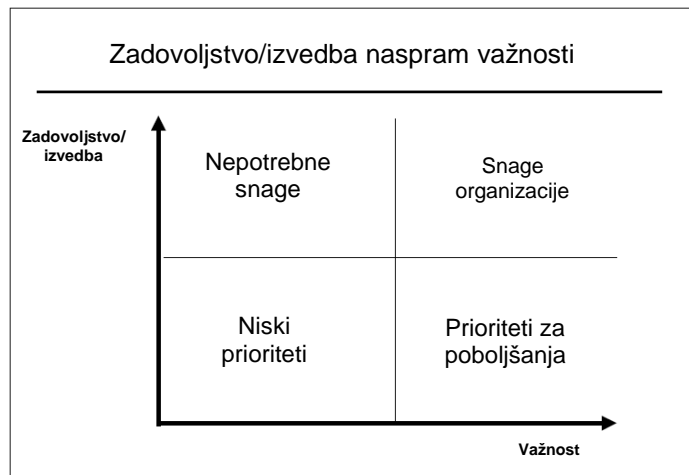 Zadovoljstvo/izvedba naspram važnosti
Zadovoljstvo/
izvedba
Nepotrebne
snage
Snage
organizacije
Niski
prioriteti
Prioriteti za
poboljšanja
Važnost